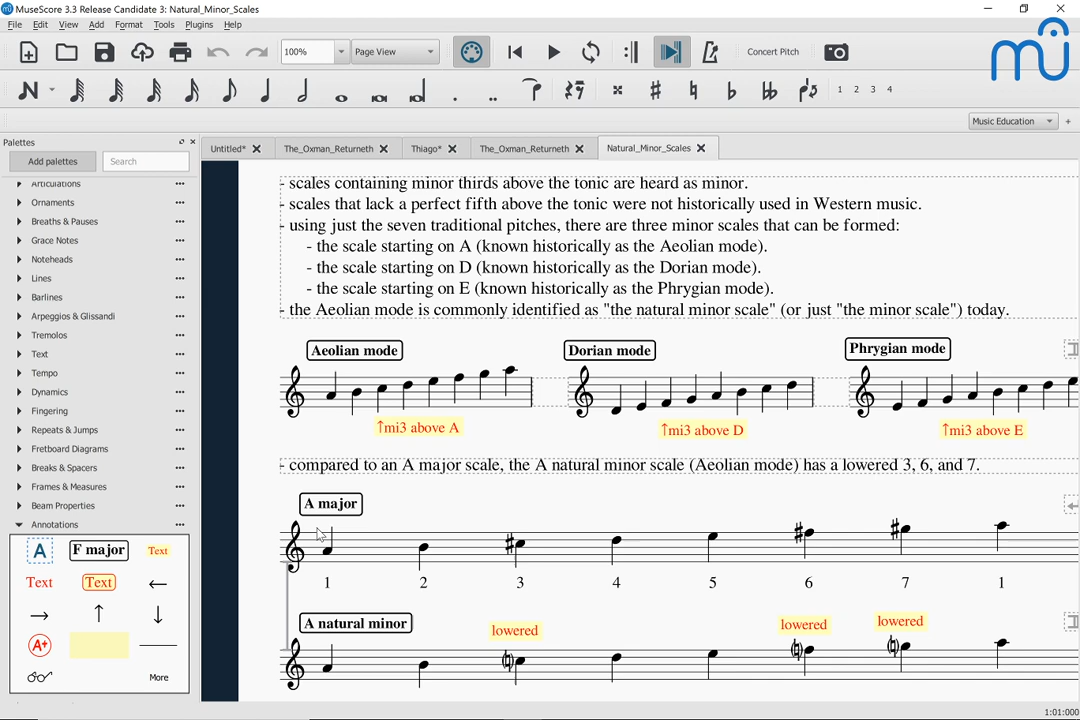 MuseScore 3.3 Release Candidate 3: Natural_Minor_Scales
File Edit View Add Format Tools Plugins Help
100% Page View Concert Pitch
mu
1 2 3 4
Music Education +
Palettes
Untitled* The_Oxman_Returneth Thiago* The_Oxman_Returneth Natural_Minor_Scales
Add palettes Search
Articulations
Ornaments
Breaths & Pauses
Grace Notes
Noteheads
Lines
Barlines
Arpeggios & Glissandi
Tremolos
Text
Tempo
Dynamics
Fingering
Repeats & Jumps
Fretboard Diagrams
Breaks & Spacers
Frames & Measures
Beam Properties
Annotations
A F major Text
Text Text
A+
More
- scales containing minor thirds above the tonic are heard as minor.
- scales that lack a perfect fifth above the tonic were not historically used in Western music.
- using just the seven traditional pitches, there are three minor scales that can be formed:
- the scale starting on A (known historically as the Aeolian mode).
- the scale starting on D (known historically as the Dorian mode).
- the scale starting on E (known historically as the Phrygian mode).
- the Aeolian mode is commonly identified as "the natural minor scale" (or just "the minor scale") today.
Aeolian mode Dorian mode Phrygian mode
↑mi3 above A ↑mi3 above D ↑mi3 above E
- compared to an A major scale, the A natural minor scale (Aeolian mode) has a lowered 3, 6, and 7.
A major
1 2 3 4 5 6 7 1
A natural minor
lowered lowered lowered
1:01:000